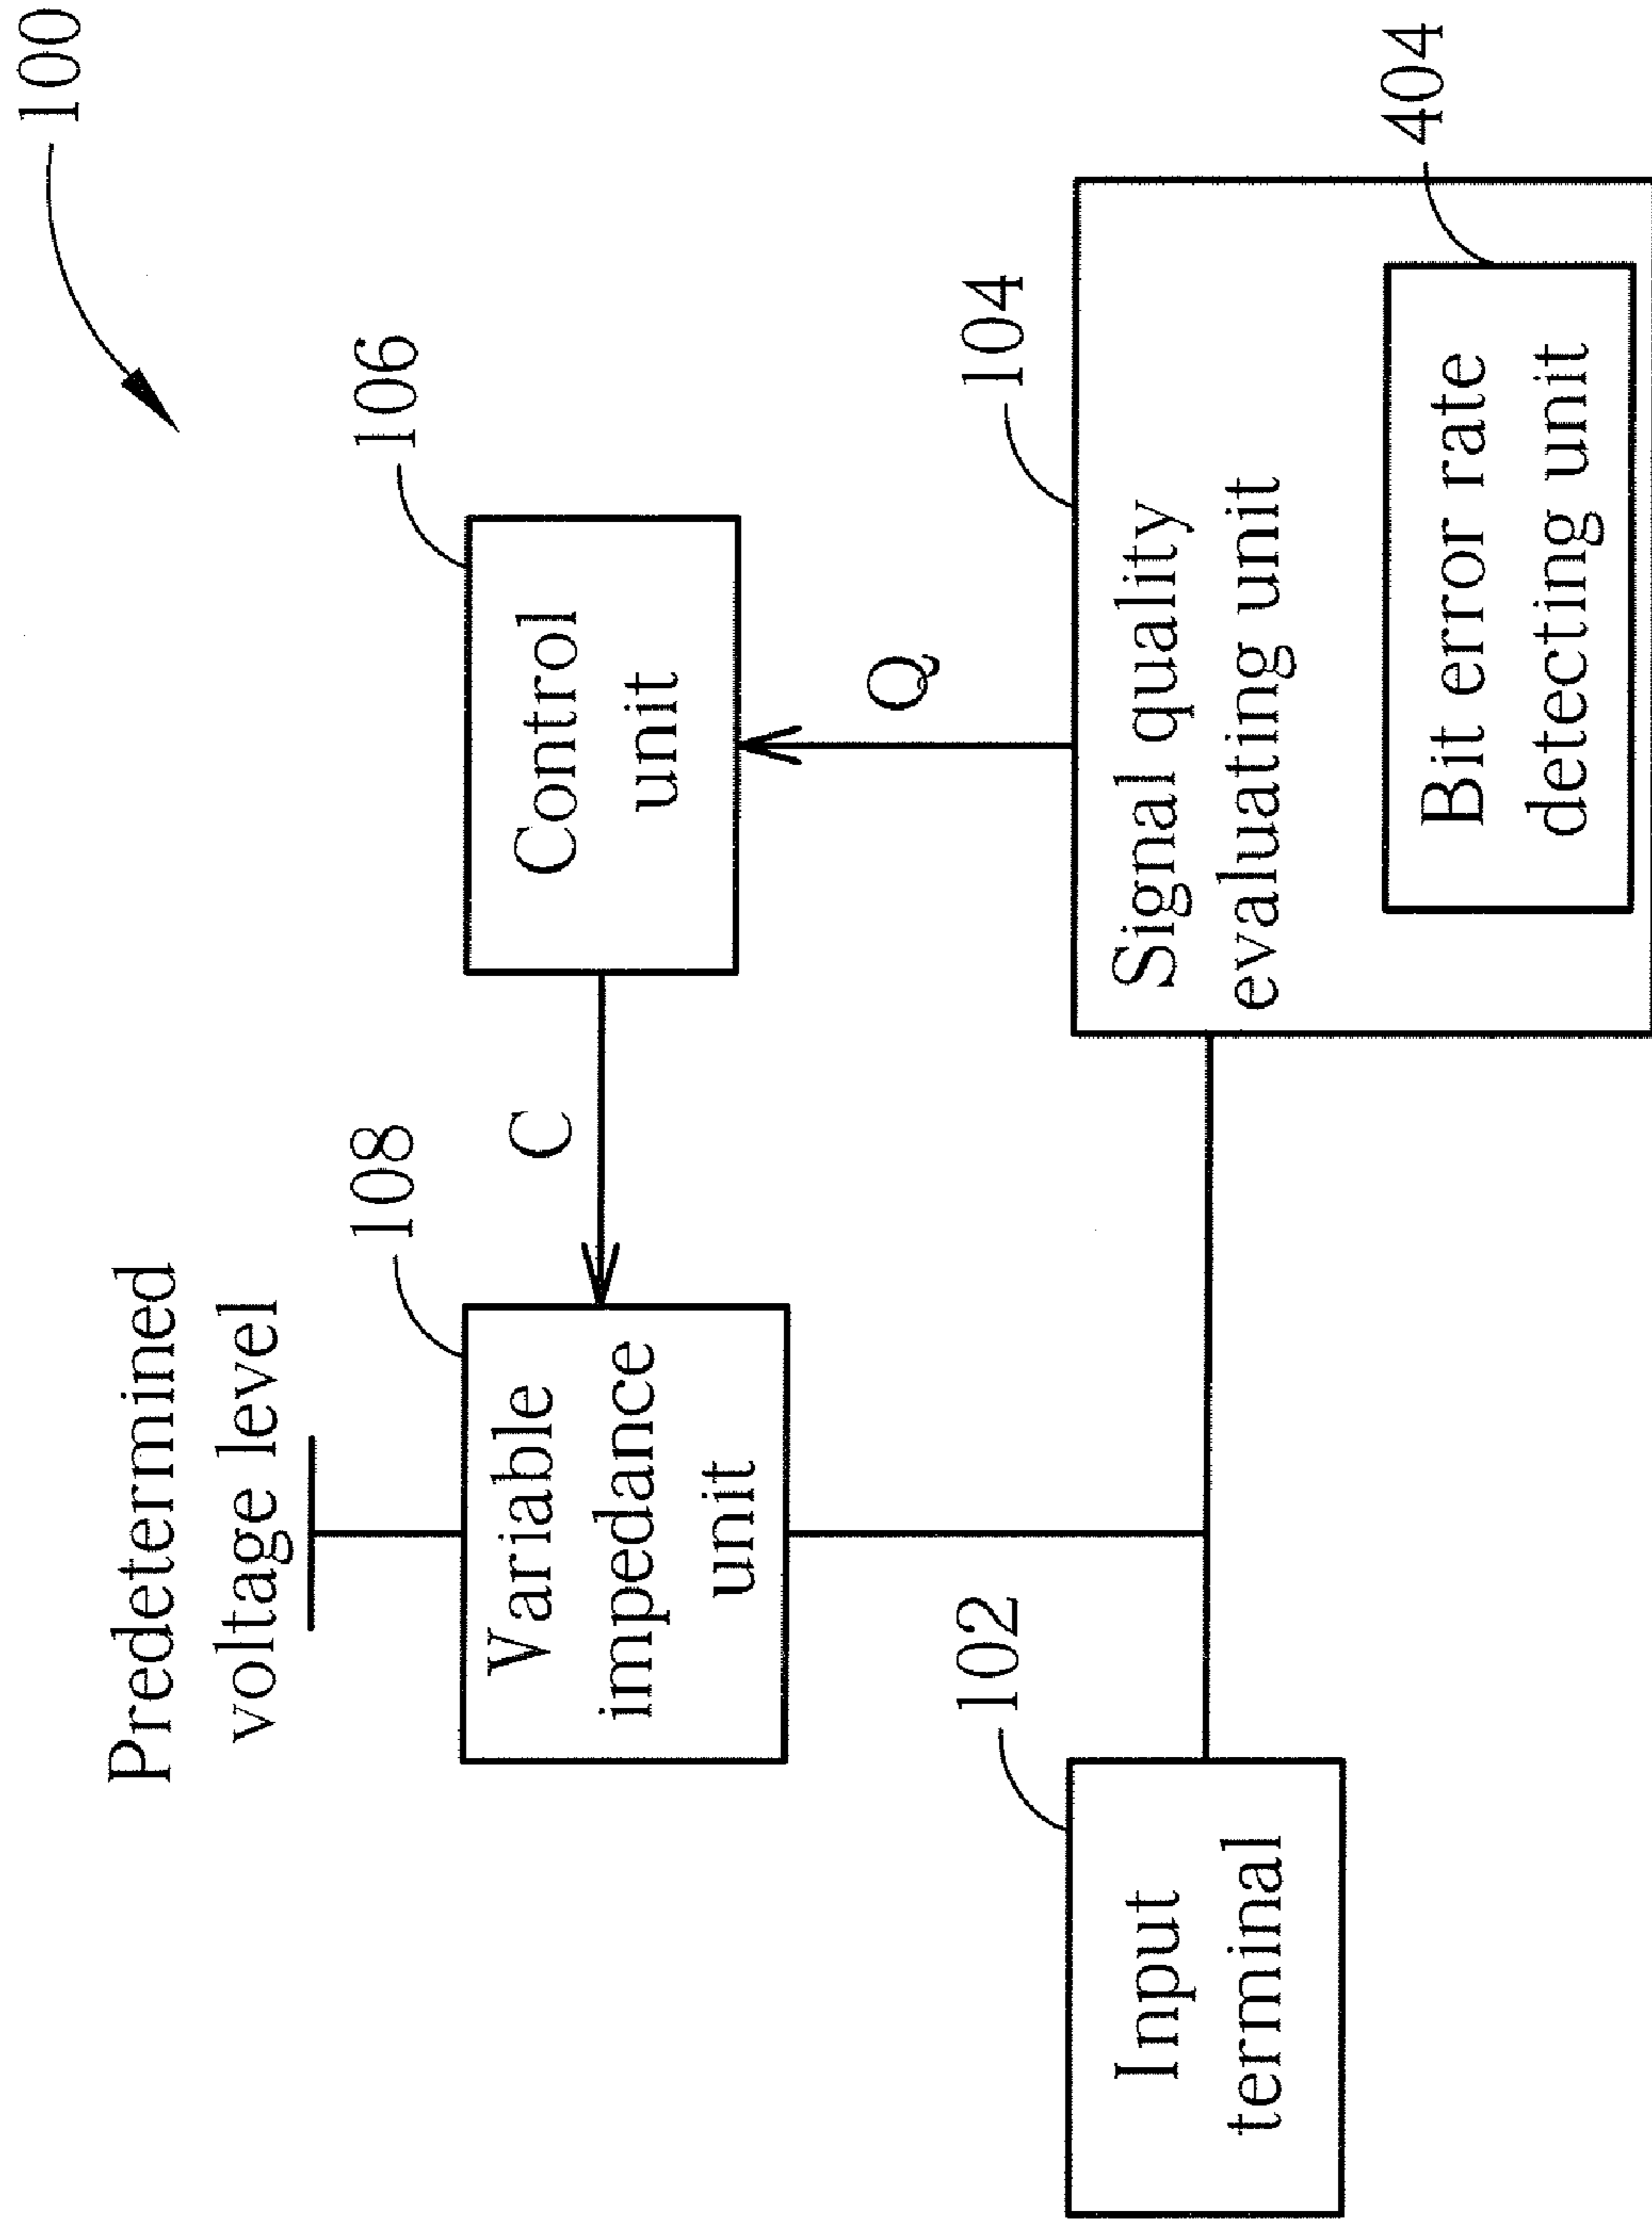 100
Predetermined
voltage level
108
106
Variable
impedance
unit
C
Control
unit
Q
102
104
Input
terminal
Signal quality
evaluating unit
404
Bit error rate
detecting unit